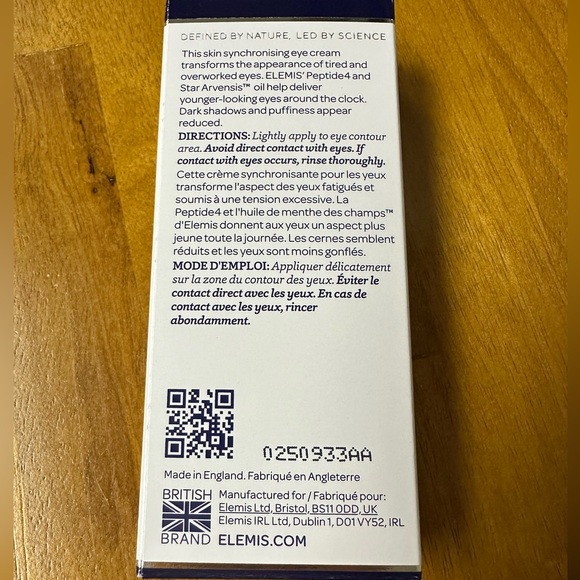 DEFINED BY NATURE, LED BY SCIENCE
This skin synchronising eye cream
transforms the appearance of tired and
overworked eyes. ELEMIS' Peptide4 and
Star Arvensis™ oil help deliver
younger-looking eyes around the clock.
Dark shadows and puffiness appear
reduced.
DIRECTIONS: Lightly apply to eye contour
area. Avoid direct contact with eyes. If
contact with eyes occurs, rinse thoroughly.
Cette crème synchronisante pour les yeux
transforme l'aspect des yeux fatigués et
soumis à une tension excessive. La
Peptide4 et l'huile de menthe des champs™
d'Elemis donnent aux yeux un aspect plus
jeune toute la journée. Les cernes semblent
réduits et les yeux sont moins gonflés.
MODE D'EMPLOI: Appliquer délicatement
sur la zone du contour des yeux. Éviter le
contact direct avec les yeux. En cas de
contact avec les yeux, rincer
abondamment.
0250933AA
Made in England. Fabriqué en Angleterre
BRITISH
BRAND
Manufactured for / Fabriqué pour:
Elemis Ltd, Bristol, BS11 0DD, UK
Elemis IRL Ltd, Dublin 1, D01 VY52, IRL
ELEMIS.COM